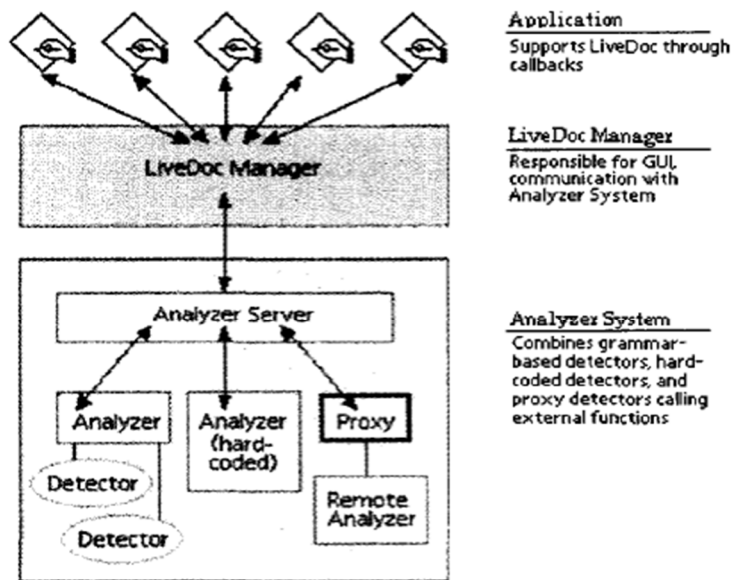 Application
Supports LiveDoc through
callbacks
LiveDoc Manager
LiveDoc Manager
Responsible for GUI,
communication with
Analyzer System
Analyzer Server
Analyzer System
Combines grammar-
based detectors, hard-
coded detectors, and
proxy detectors calling
external functions
Analyzer
Analyzer
(hard-
coded)
Proxy
Detector
Detector
Remote
Analyzer